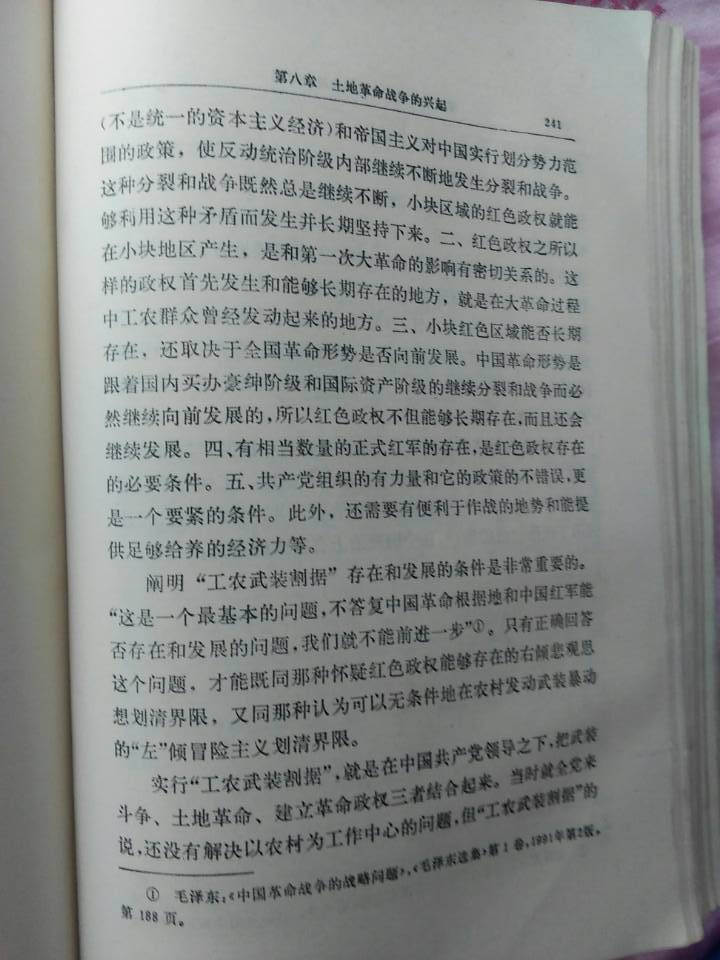 第八章 土地革命战争的兴起
241
(不是统一的资本主义经济)和帝国主义对中国实行划分势力范
围的政策，使反动统治阶级内部继续不断地发生分裂和战争。
这种分裂和战争既然总是继续不断，小块区域的红色政权就能
够利用这种矛盾而发生并长期坚持下来。二、红色政权之所以
在小块地区产生，是和第一次大革命的影响有密切关系的。这
样的政权首先发生和能够长期存在的地方，就是在大革命过程
中工农群众曾经发动起来的地方。三、小块红色区域能否长期
存在，还取决于全国革命形势是否向前发展。中国革命形势是
跟着国内买办豪绅阶级和国际资产阶级的继续分裂和战争而必
然继续向前发展的，所以红色政权不但能够长期存在，而且还会
继续发展。四、有相当数量的正式红军的存在，是红色政权存在
的必要条件。五、共产党组织的有力量和它的政策的不错误，更
是一个要紧的条件。此外，还需要有便利于作战的地势和能提
供足够给养的经济力等。
阐明“工农武装割据”存在和发展的条件是非常重要的。
“这是一个最基本的问题，不答复中国革命根据地和中国红军能
否存在和发展的问题，我们就不能前进一步”①。只有正确回答
这个问题，才能既同那种怀疑红色政权能够存在的右倾悲观思
想划清界限，又同那种认为可以无条件地在农村发动武装暴动
的“左”倾冒险主义划清界限。
实行“工农武装割据”，就是在中国共产党领导之下，把武装
斗争、土地革命、建立革命政权三者结合起来。当时就全党来
说，还没有解决以农村为工作中心的问题，但“工农武装割据”的
① 毛泽东：《中国革命战争的战略问题》，《毛泽东选集》第1卷，1991年第2版，
第188页。